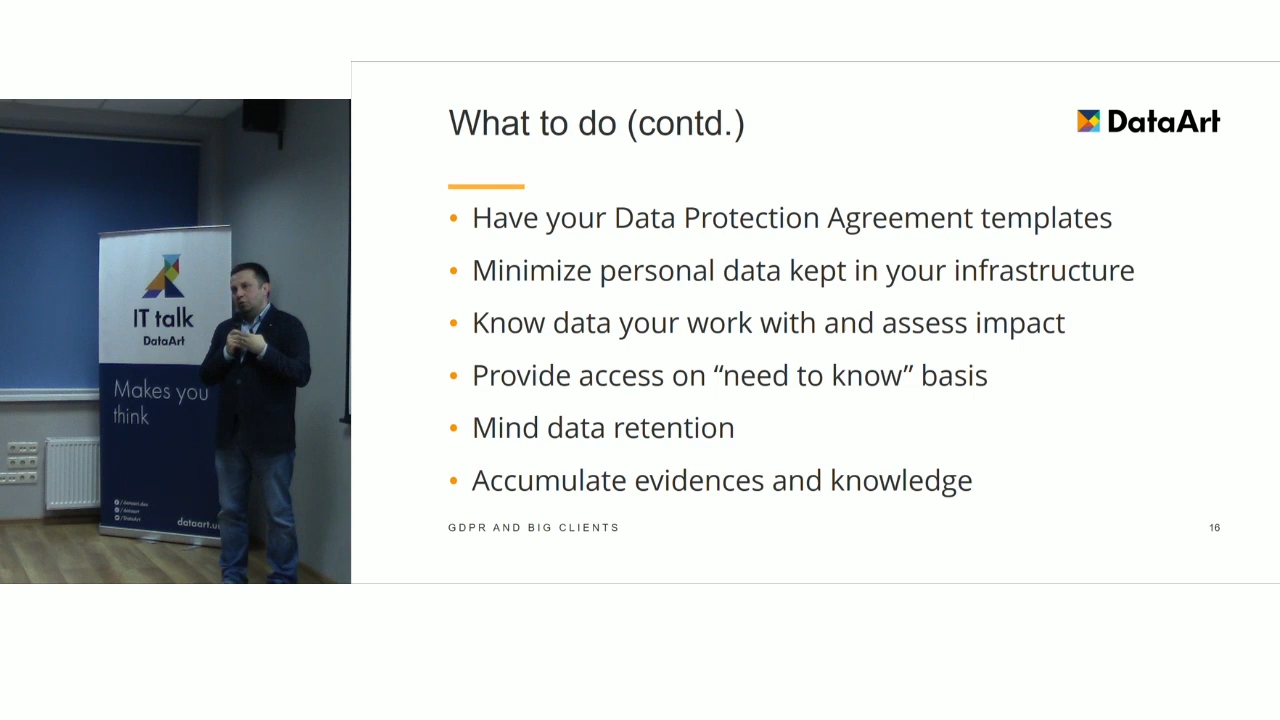 What to do (contd.)
DataArt
• Have your Data Protection Agreement templates
• Minimize personal data kept in your infrastructure
• Know data your work with and assess impact
• Provide access on “need to know” basis
• Mind data retention
• Accumulate evidences and knowledge
GDPR AND BIG CLIENTS
16
IT talk
DataArt
Makes you
think
/dataart
/DataArt